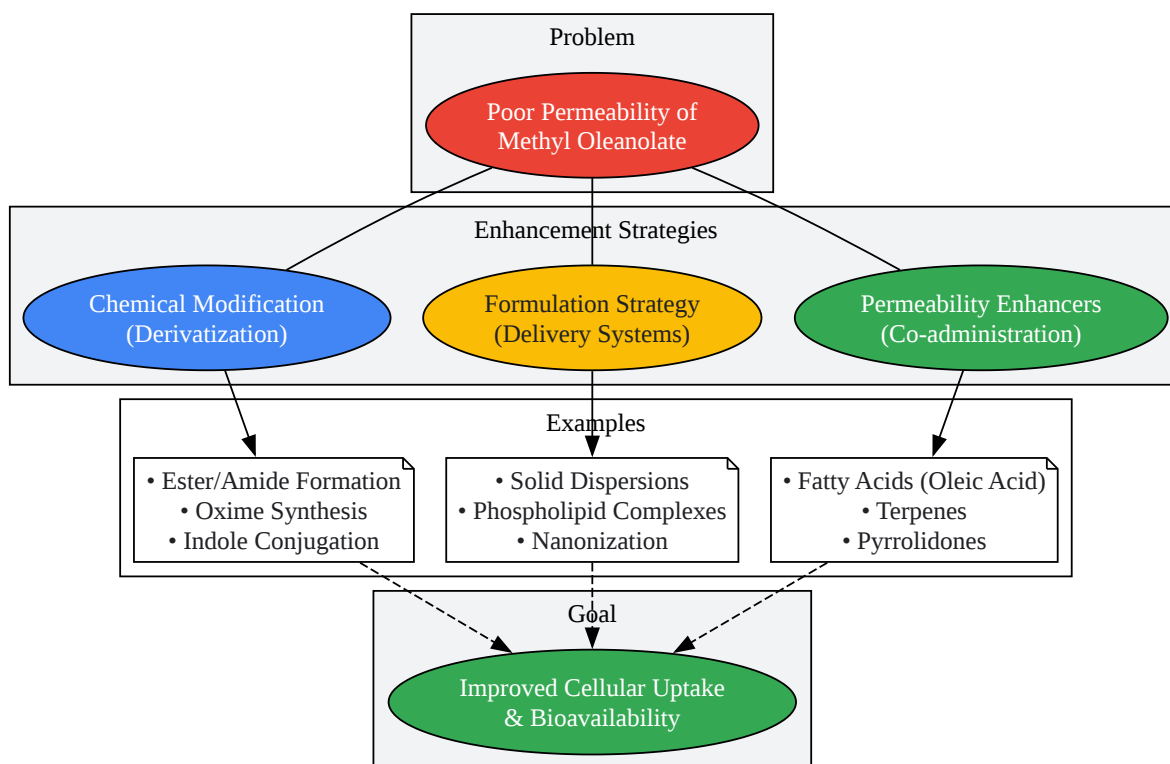 Problem
Poor Permeability of
Methyl Oleanolate
Enhancement Strategies
Chemical Modification
(Derivatization)
Formulation Strategy
(Delivery Systems)
Permeability Enhancers
(Co-administration)
Examples
• Ester/Amide Formation
• Oxime Synthesis
• Indole Conjugation
• Solid Dispersions
• Phospholipid Complexes
• Nanonization
• Fatty Acids (Oleic Acid)
• Terpenes
• Pyrrolidones
Goal
Improved Cellular Uptake
& Bioavailability